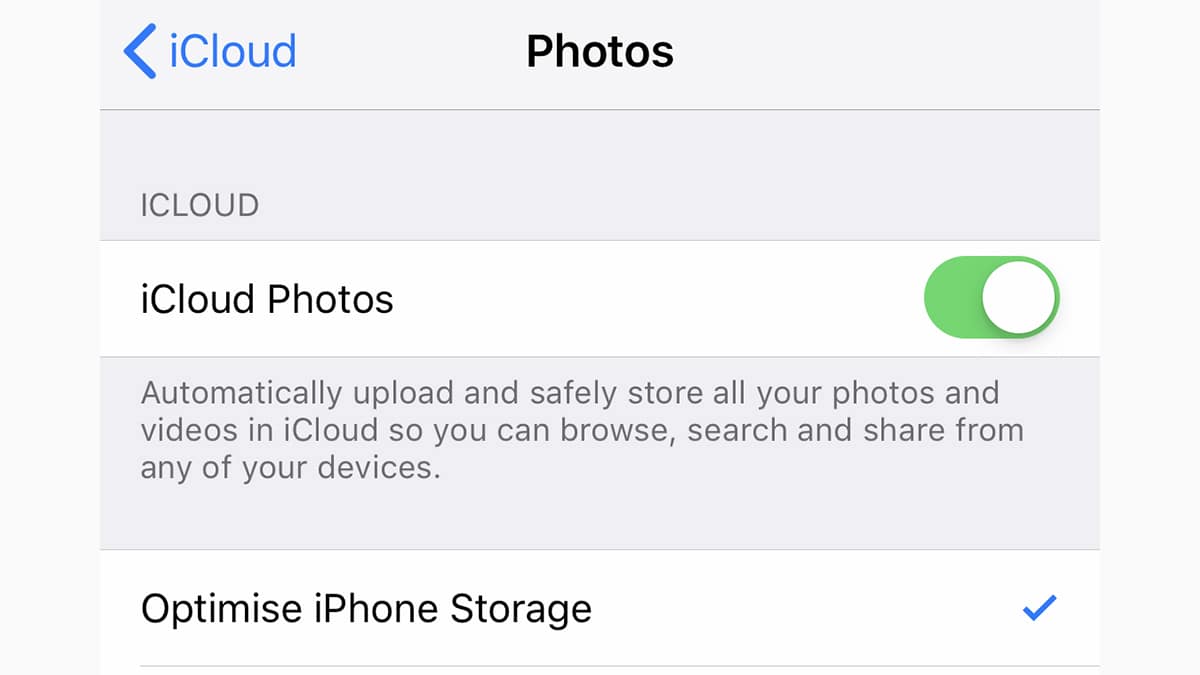 iCloud Photos
ICLOUD
iCloud Photos
Automatically upload and safely store all your photos and
videos in iCloud so you can browse, search and share from
any of your devices.
Optimise iPhone Storage